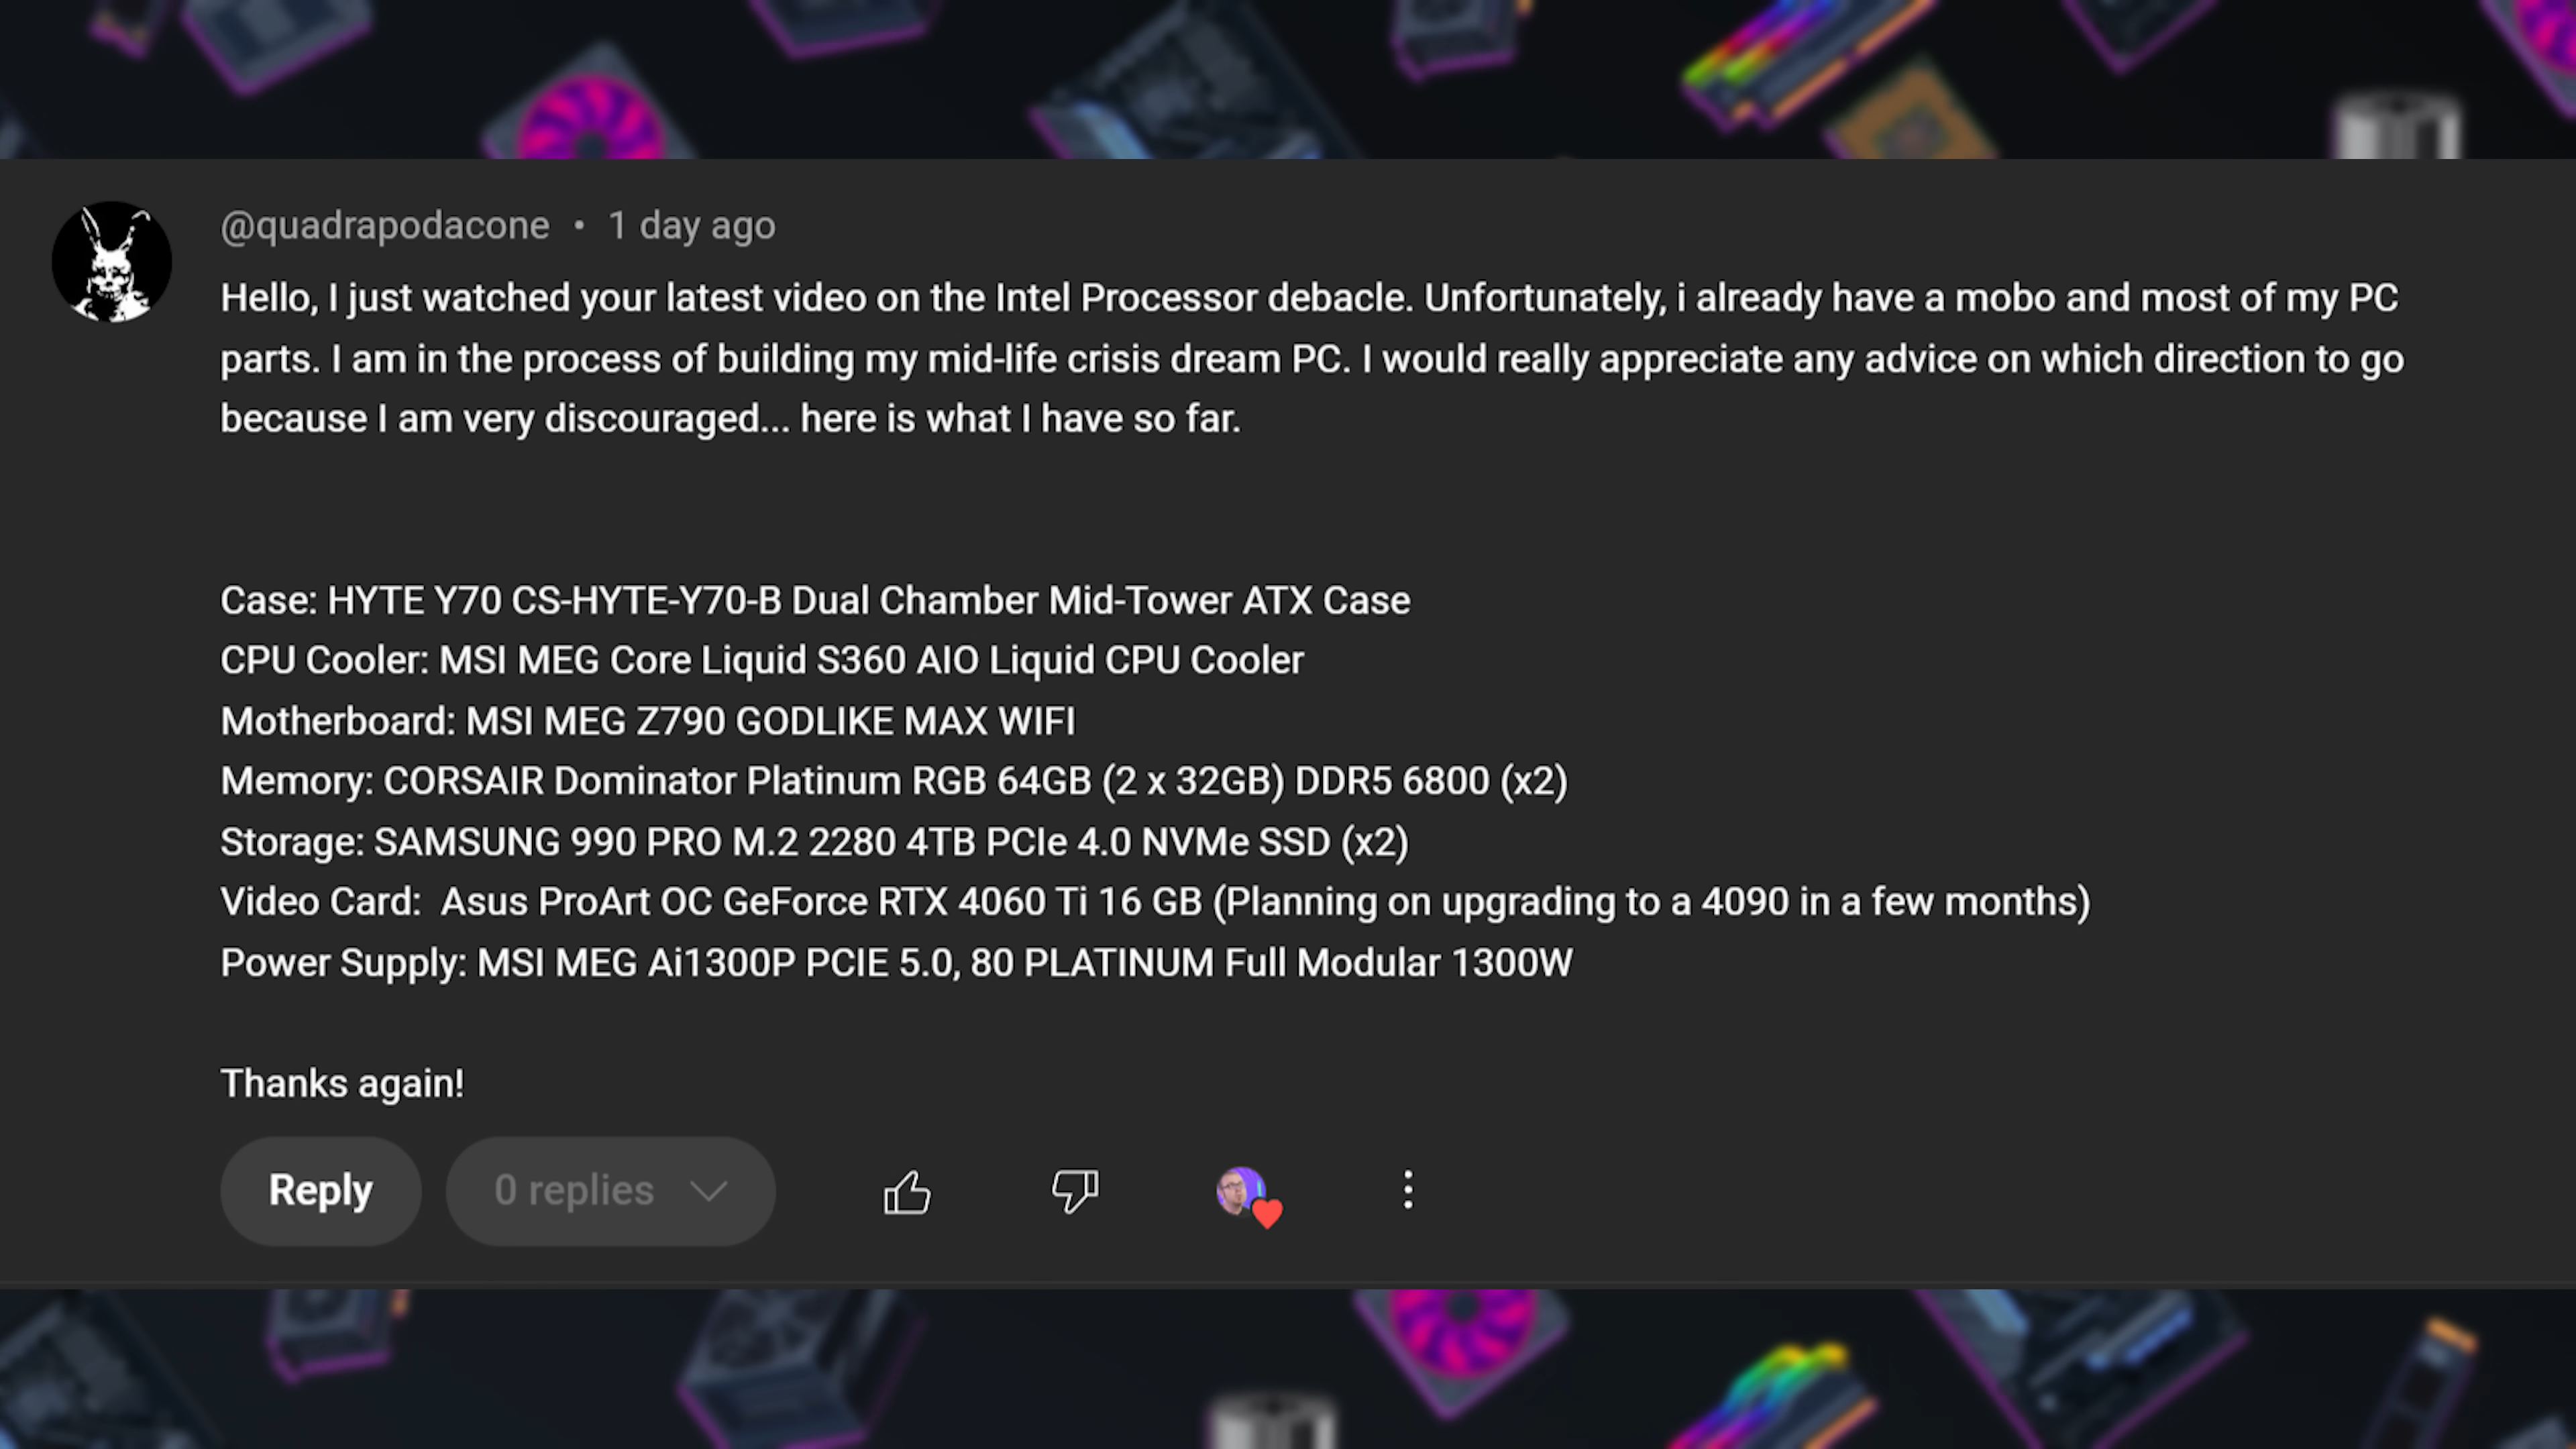 @quadrapodacone • 1 day ago
Hello, I just watched your latest video on the Intel Processor debacle. Unfortunately, i already have a mobo and most of my PC
parts. I am in the process of building my mid-life crisis dream PC. I would really appreciate any advice on which direction to go
because I am very discouraged... here is what I have so far.
Case: HYTE Y70 CS-HYTE-Y70-B Dual Chamber Mid-Tower ATX Case
CPU Cooler: MSI MEG Core Liquid S360 AIO Liquid CPU Cooler
Motherboard: MSI MEG Z790 GODLIKE MAX WIFI
Memory: CORSAIR Dominator Platinum RGB 64GB (2 x 32GB) DDR5 6800 (x2)
Storage: SAMSUNG 990 PRO M.2 2280 4TB PCIe 4.0 NVMe SSD (x2)
Video Card:  Asus ProArt OC GeForce RTX 4060 Ti 16 GB (Planning on upgrading to a 4090 in a few months)
Power Supply: MSI MEG Ai1300P PCIE 5.0, 80 PLATINUM Full Modular 1300W
Thanks again!
Reply 0 replies